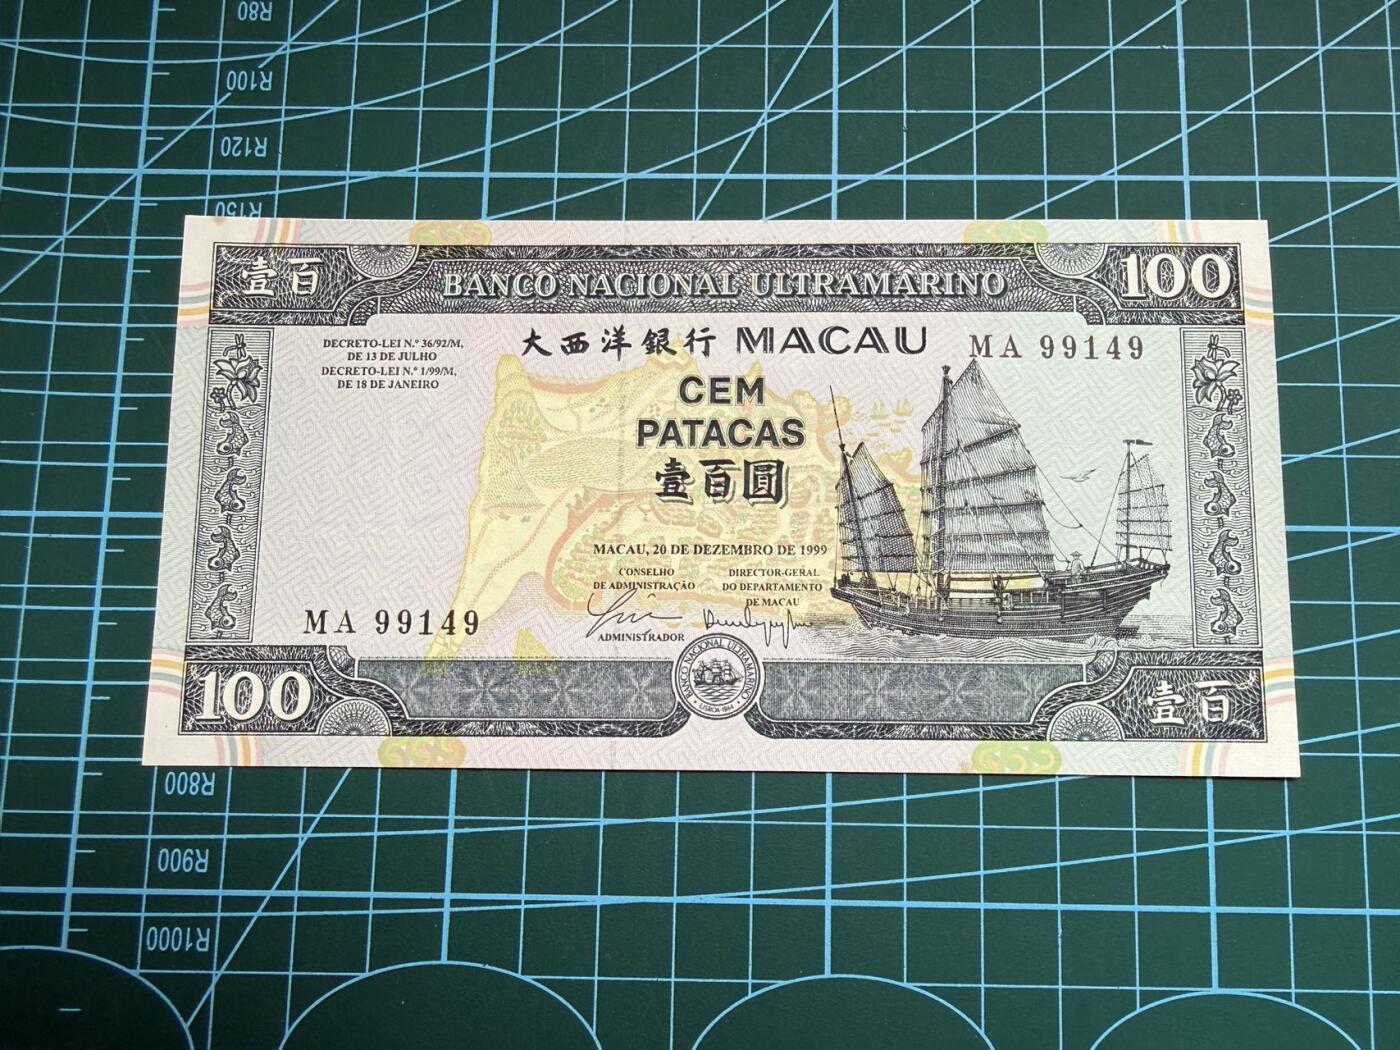 R80
R100
R120
R150
壹百
BANCO NACIONAL ULTRAMARINO
100
DECRETO-LEI N.º 36/92/M,
DE 13 DE JULHO
DECRETO-LEI N.º 1/99/M,
DE 18 DE JANEIRO
大西洋銀行 MACAU
MA 99149
CEM
PATACAS
壹百圓
MACAU, 20 DE DEZEMBRO DE 1999
CONSELHO
DE ADMINISTRAÇÃO
DIRECTOR-GERAL
DO DEPARTAMENTO
DE MACAU
ADMINISTRADOR
MA 99149
BANCO NACIONAL ULTRAMARINO
LISBOA-1864
100
壹百
R800
R900
R1000